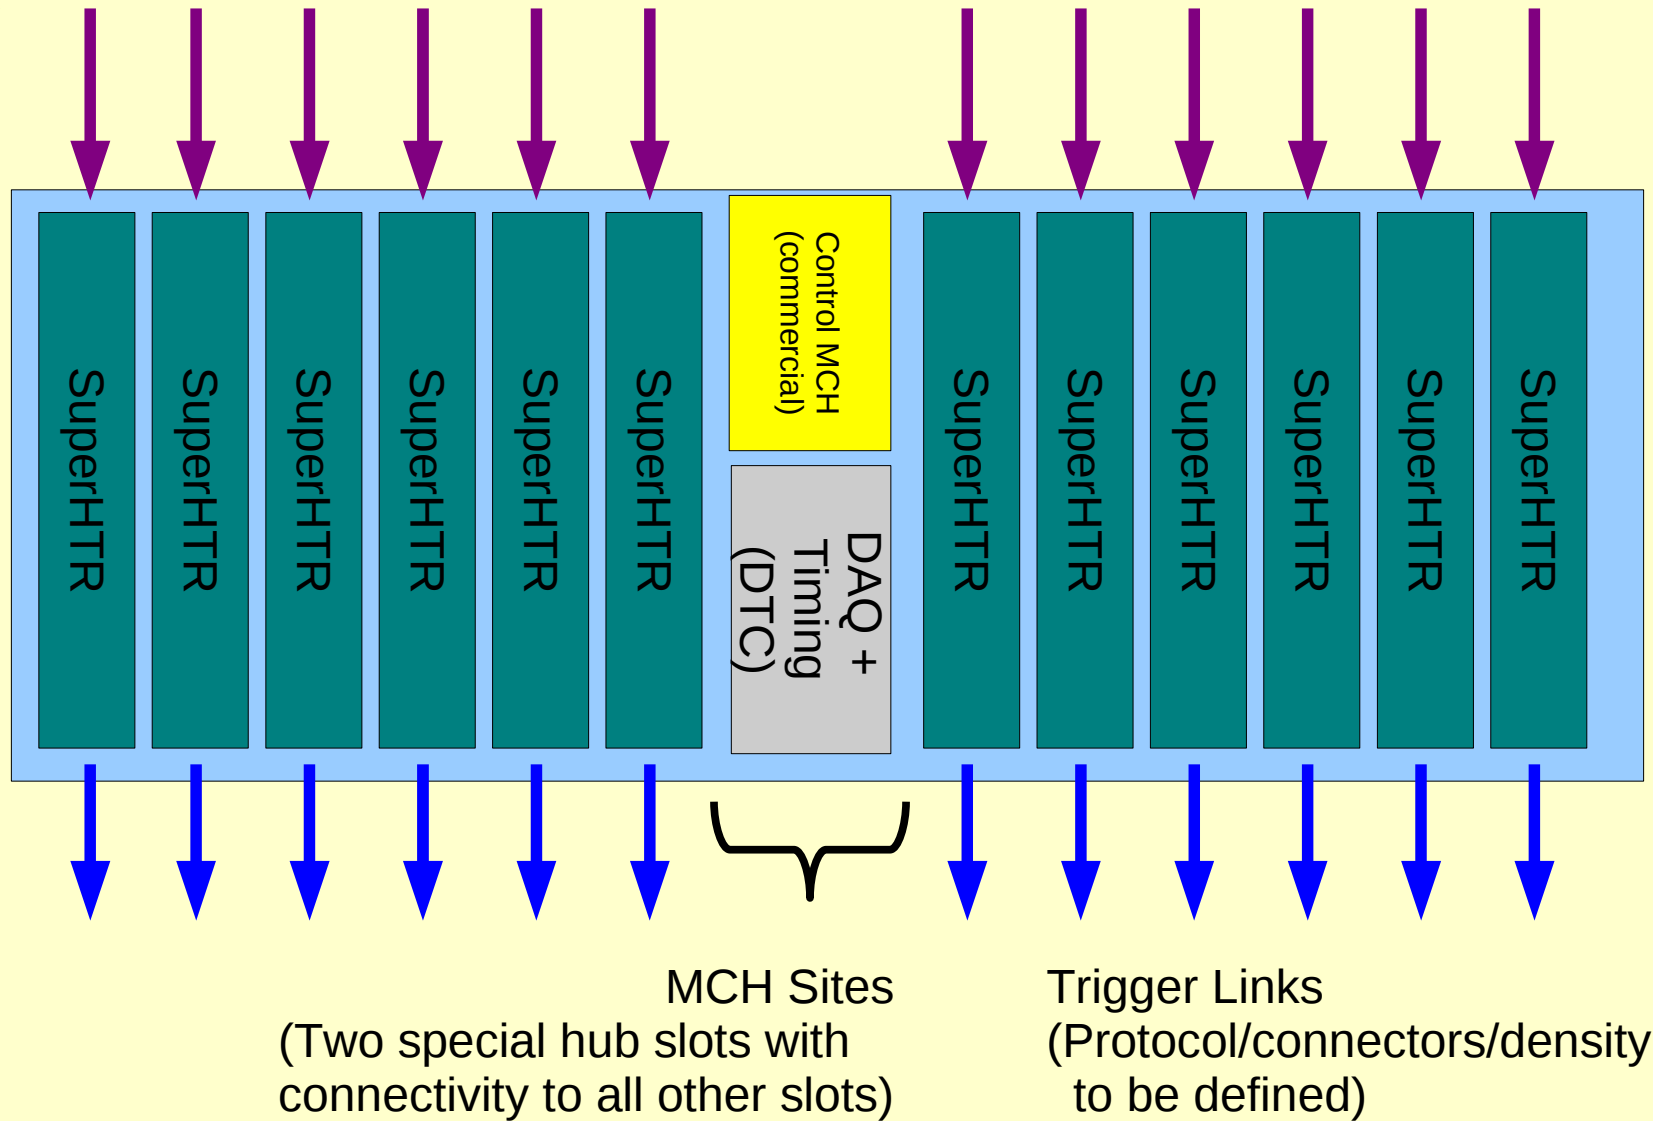 SuperHTR
SuperHTR
SuperHTR
SuperHTR
SuperHTR
SuperHTR
Control MCH
(commercial)
DAQ +
Timing
(DTC)
SuperHTR
SuperHTR
SuperHTR
SuperHTR
SuperHTR
SuperHTR
MCH Sites
(Two special hub slots with
connectivity to all other slots)
Trigger Links
(Protocol/connectors/density
to be defined)